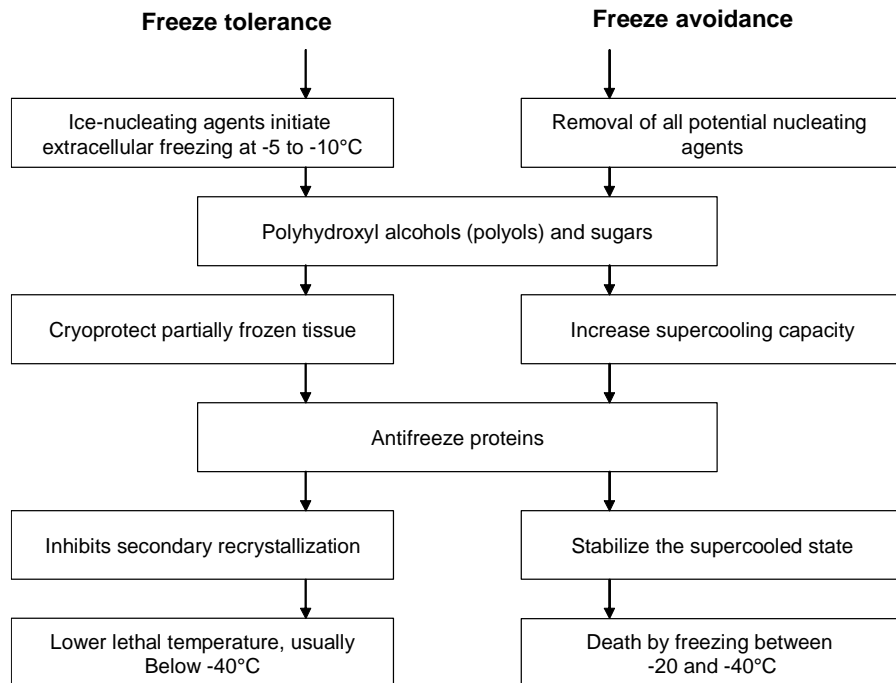 Freeze tolerance
Freeze avoidance
Ice-nucleating agents initiate
extracellular freezing at -5 to -10°C
Removal of all potential nucleating
agents
Polyhydroxyl alcohols (polyols) and sugars
Cryoprotect partially frozen tissue
Increase supercooling capacity
Antifreeze proteins
Inhibits secondary recrystallization
Stabilize the supercooled state
Lower lethal temperature, usually
Below -40°C
Death by freezing between
-20 and -40°C